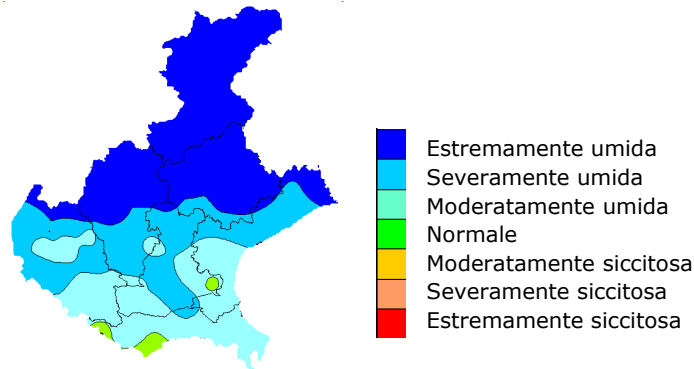 Estremamente umida
Severamente umida
Moderatamente umida
Normale
Moderatamente siccitosa
Severamente siccitosa
Estremamente siccitosa